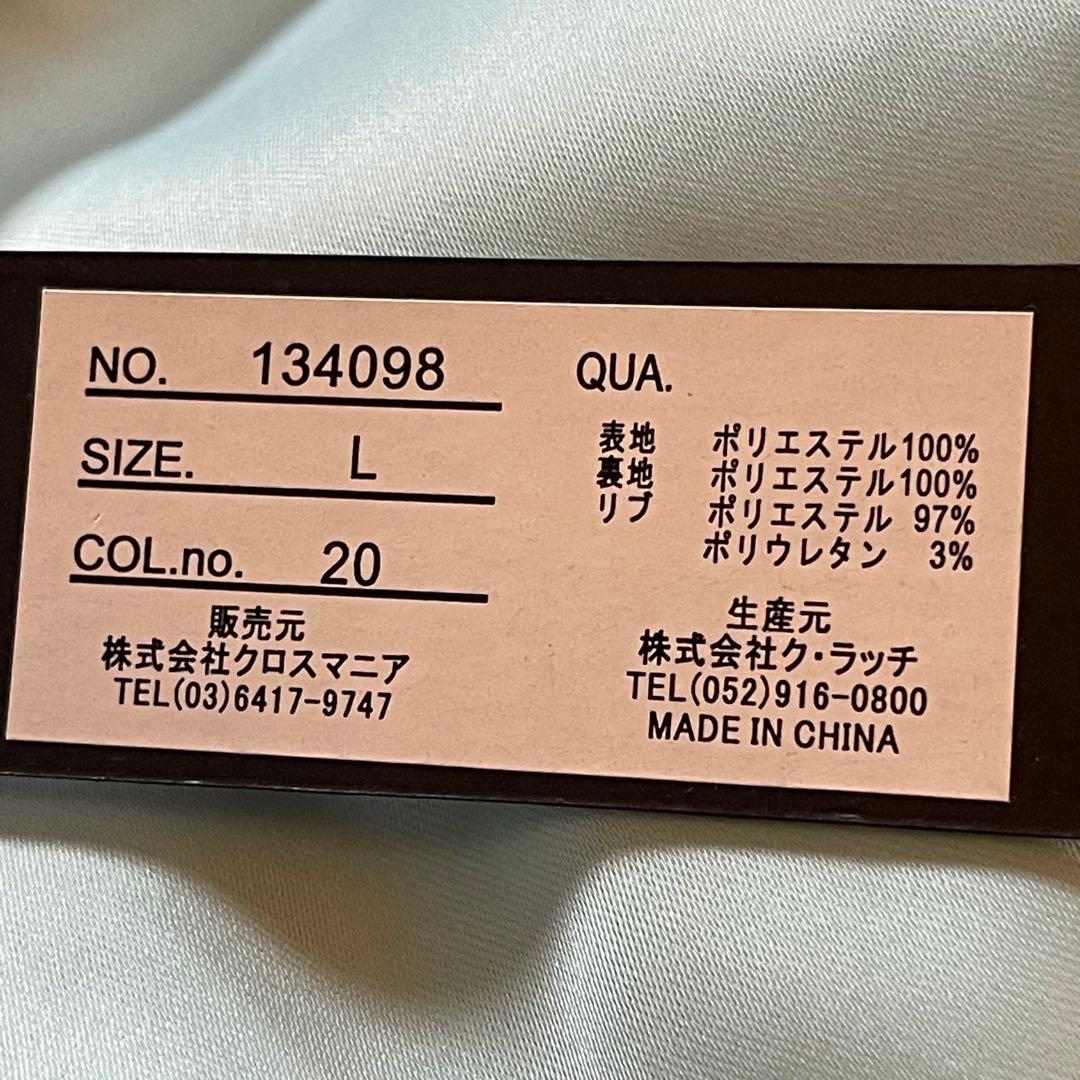 NO. 134098
SIZE. L
COL.no. 20
販売元
株式会社クロスマニア
TEL(03)6417-9747
QUA.
表地 ポリエステル100%
裏地 ポリエステル100%
リブ ポリエステル 97%
ポリウレタン 3%
生産元
株式会社ク・ラッチ
TEL(052)916-0800
MADE IN CHINA